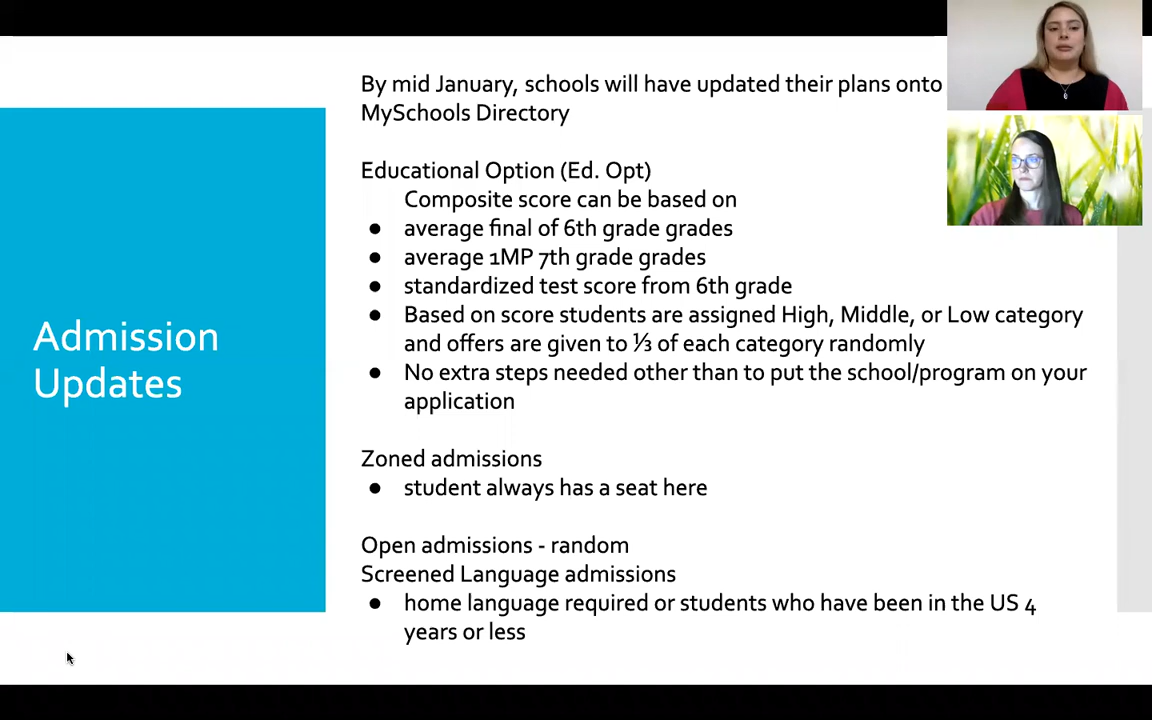 Admission
Updates
By mid January, schools will have updated their plans onto
MySchools Directory
Educational Option (Ed. Opt)
Composite score can be based on
● average final of 6th grade grades
● average 1MP 7th grade grades
● standardized test score from 6th grade
● Based on score students are assigned High, Middle, or Low category
and offers are given to ⅓ of each category randomly
● No extra steps needed other than to put the school/program on your
application
Zoned admissions
● student always has a seat here
Open admissions - random
Screened Language admissions
● home language required or students who have been in the US 4
years or less